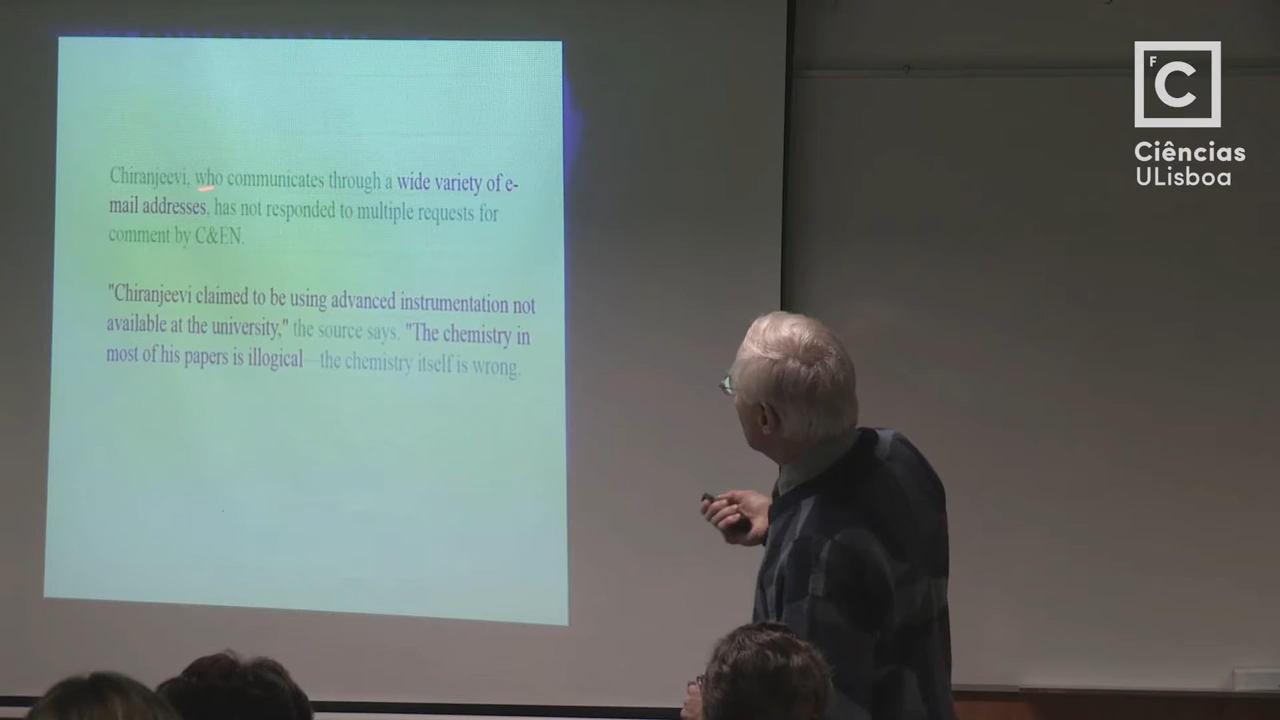 Chiranjeevi, who communicates through a wide variety of e-
mail addresses, has not responded to multiple requests for
comment by C&EN.
"Chiranjeevi claimed to be using advanced instrumentation not
available at the university," the source says. "The chemistry in
most of his papers is illogical—the chemistry itself is wrong.
F
C
Ciências
ULisboa